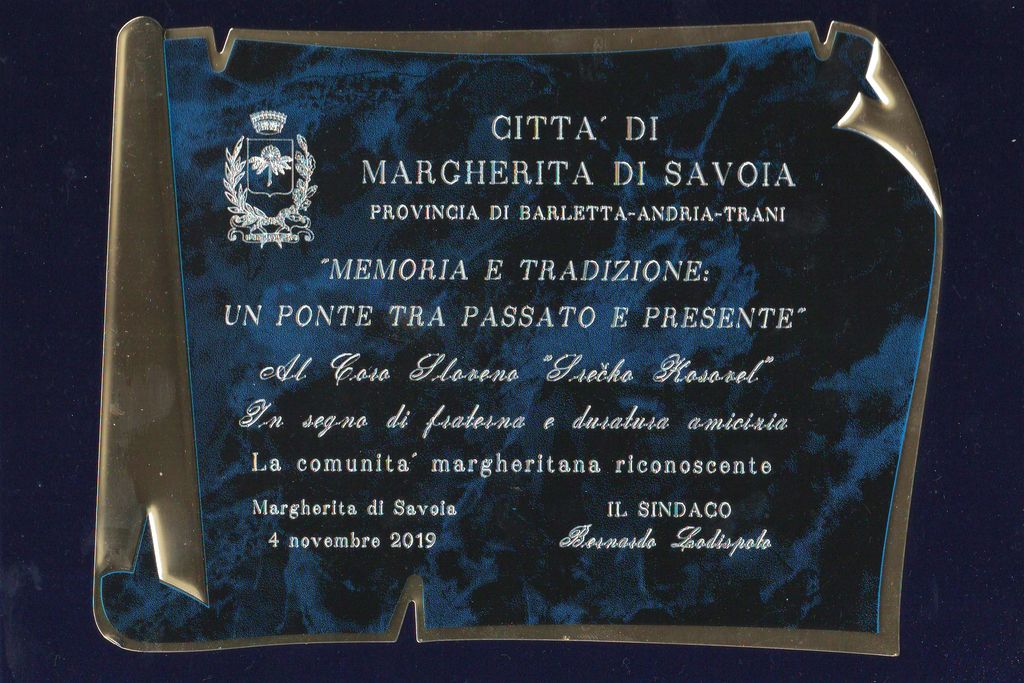 CITTA´ DI
MARGHERITA DI SAVOIA
PROVINCIA DI BARLETTA-ANDRIA-TRANI
"MEMORIA E TRADIZIONE:
UN PONTE TRA PASSATO E PRESENTE"
Al Coro Sloveno "Srečko Kosovel"
In segno di fraterna e duratura amicizia
La comunita´ margheritana riconoscente
Margherita di Savoia
4 novembre 2019
IL SINDACO
Bernardo Lodispoto